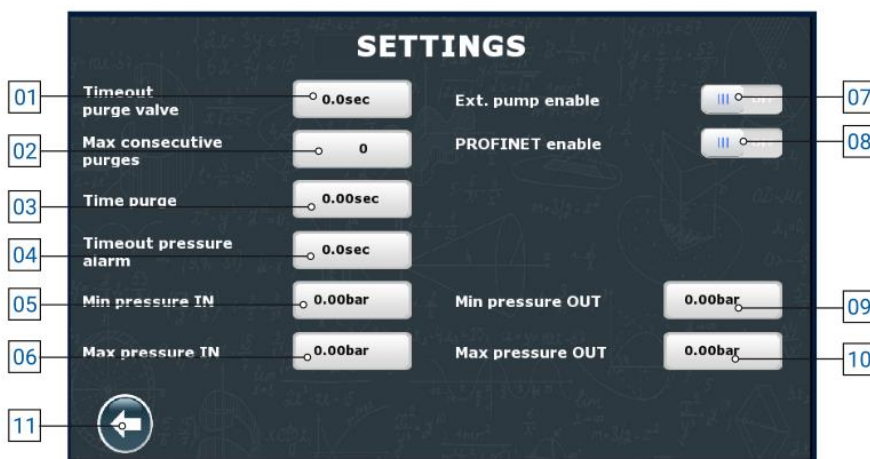 SETTINGS
01 Timeout purge valve 0.0sec Ext. pump enable OFF 07
02 Max consecutive purges 0 PROFINET enable 08
03 Time purge 0.00sec
04 Timeout pressure alarm 0.0sec
05 Min pressure IN 0.00bar Min pressure OUT 0.00bar 09
06 Max pressure IN 0.00bar Max pressure OUT 0.00bar 10
11